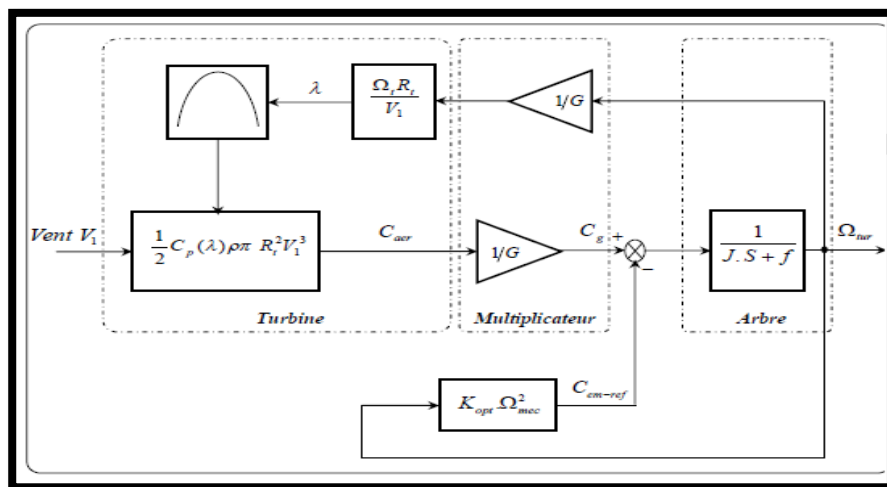 λ
Ω_t R_t / V_1
1/G
Vent V_1
1/2 C_p(λ)ρπ R_t^2 V_1^3
C_aer
1/G
C_g +
−
1 / J.S + f
Ω_tur
Turbine
Multiplicateur
Arbre
K_opt Ω_mec^2
C_em-ref